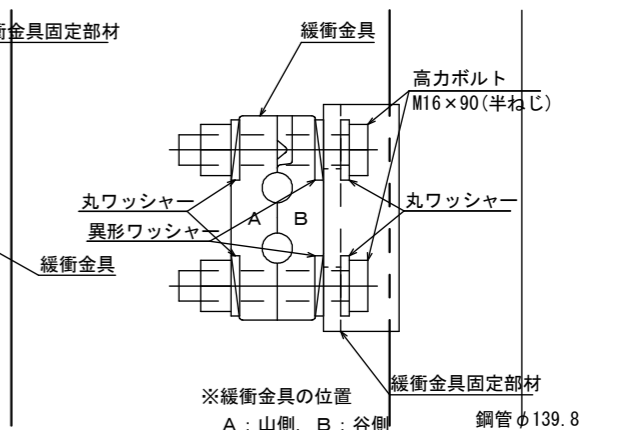 衝金具固定部材
緩衝金具
高力ボルト
M16×90(半ねじ)
丸ワッシャー
A
B
丸ワッシャー
異形ワッシャー
緩衝金具
緩衝金具固定部材
※緩衝金具の位置
A：山側，B：谷側
鋼管φ139.8